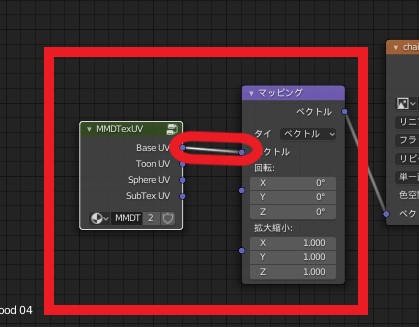 MMDTexUV
Base UV
Toon UV
Sphere UV
SubTex UV
MMDT 2
マッピング
ベクトル
タイ ベクトル
クトル
回転:
X 0°
Y 0°
Z 0°
拡大縮小:
X 1.000
Y 1.000
Z 1.000
chai
リニ
フラ
リピ
単一
色空
ベク
ood 04